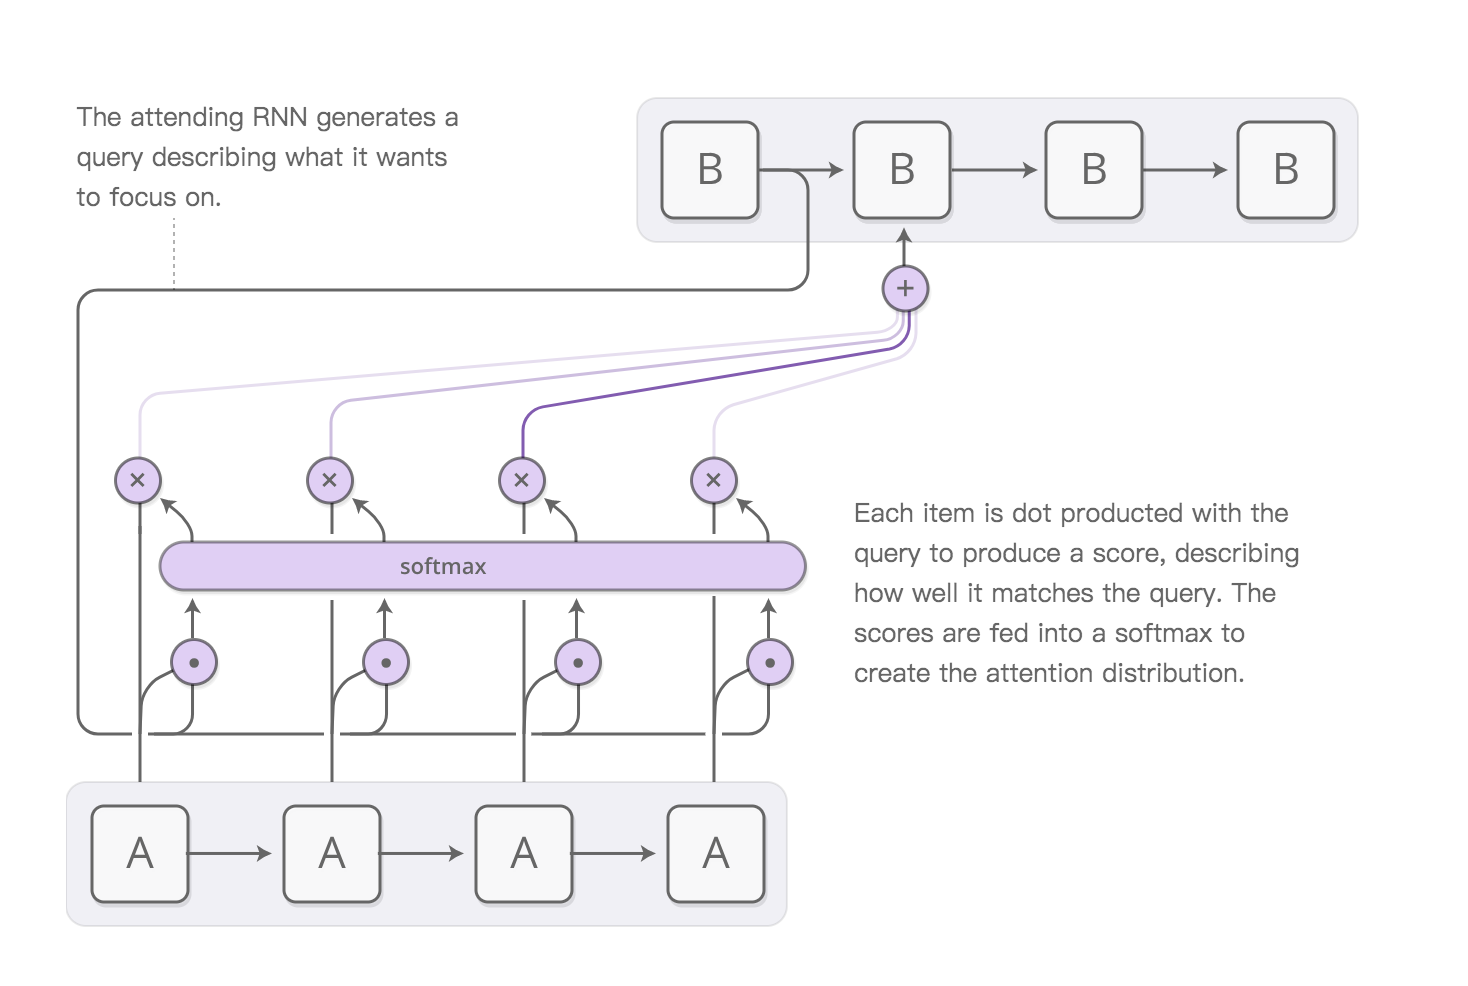 The attending RNN generates a
query describing what it wants
to focus on.
B B B B
+
× × × ×
softmax
Each item is dot producted with the
query to produce a score, describing
how well it matches the query. The
scores are fed into a softmax to
create the attention distribution.
• • • •
A A A A